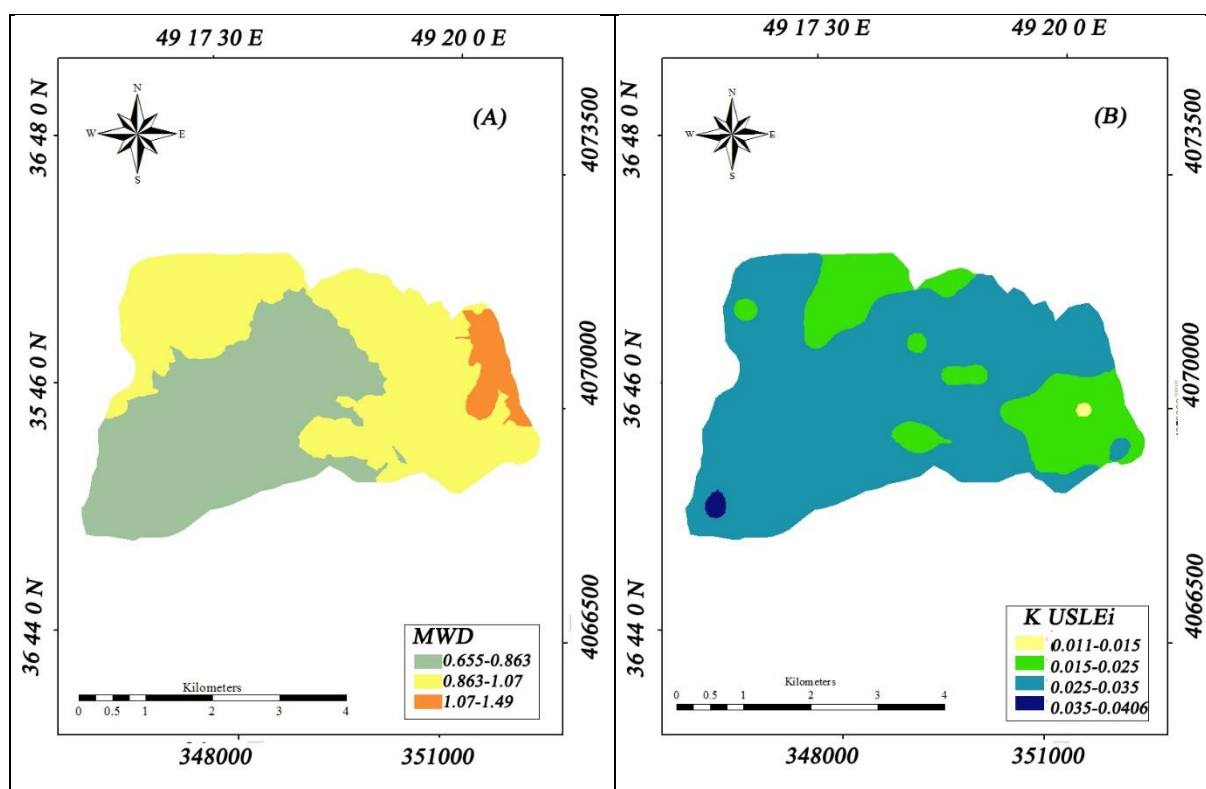 49 17 30 E 49 20 0 E
(A)
N
W E
S
36 48 0 N
4073500
35 46 0 N
4070000
36 44 0 N
4066500
MWD
0.655-0.863
0.863-1.07
1.07-1.49
Kilometers
0 0.5 1 2 3 4
348000 351000
49 17 30 E 49 20 0 E
(B)
N
W E
S
36 48 0 N
4073500
36 46 0 N
4070000
36 44 0 N
4066500
K USLEi
0.011-0.015
0.015-0.025
0.025-0.035
0.035-0.0406
Kilometers
0 0.5 1 2 3 4
348000 351000